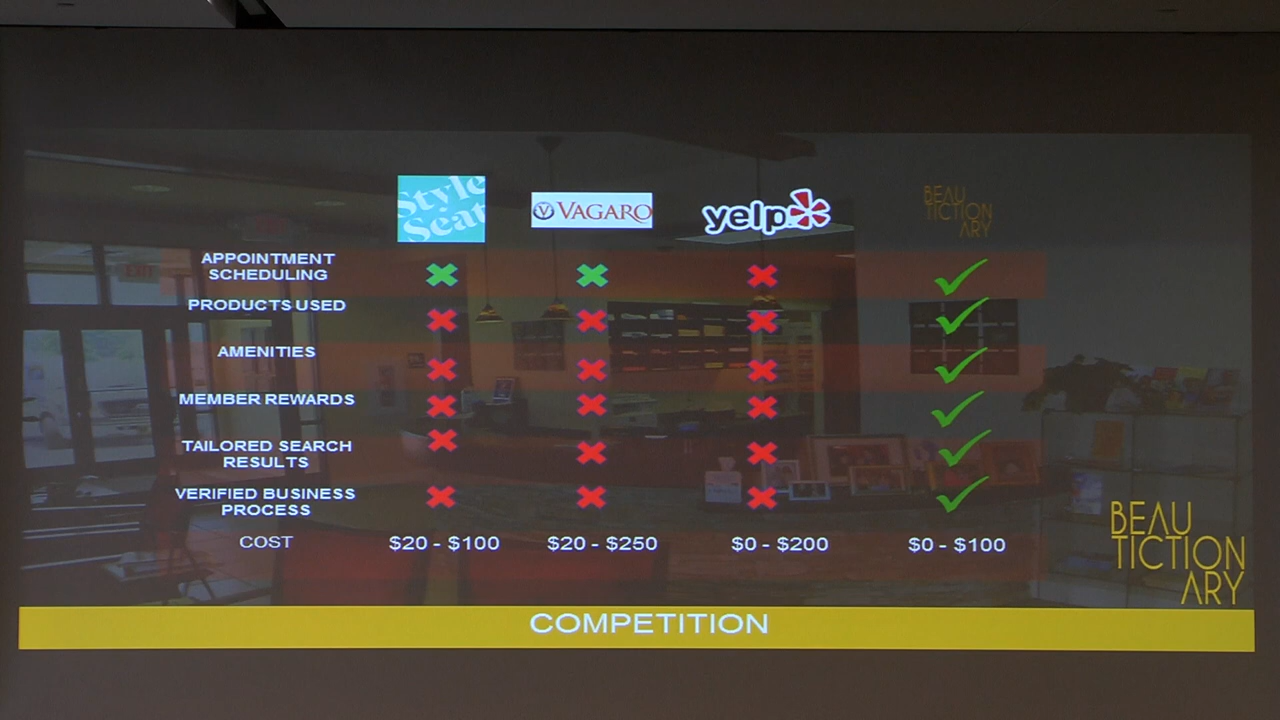 Style
Seat
V VAGARO
yelp
BEAU
TICTION
ARY
APPOINTMENT
SCHEDULING
PRODUCTS USED
AMENITIES
MEMBER REWARDS
TAILORED SEARCH
RESULTS
VERIFIED BUSINESS
PROCESS
COST $20 - $100 $20 - $250 $0 - $200 $0 - $100
BEAU
TICTION
ARY
COMPETITION